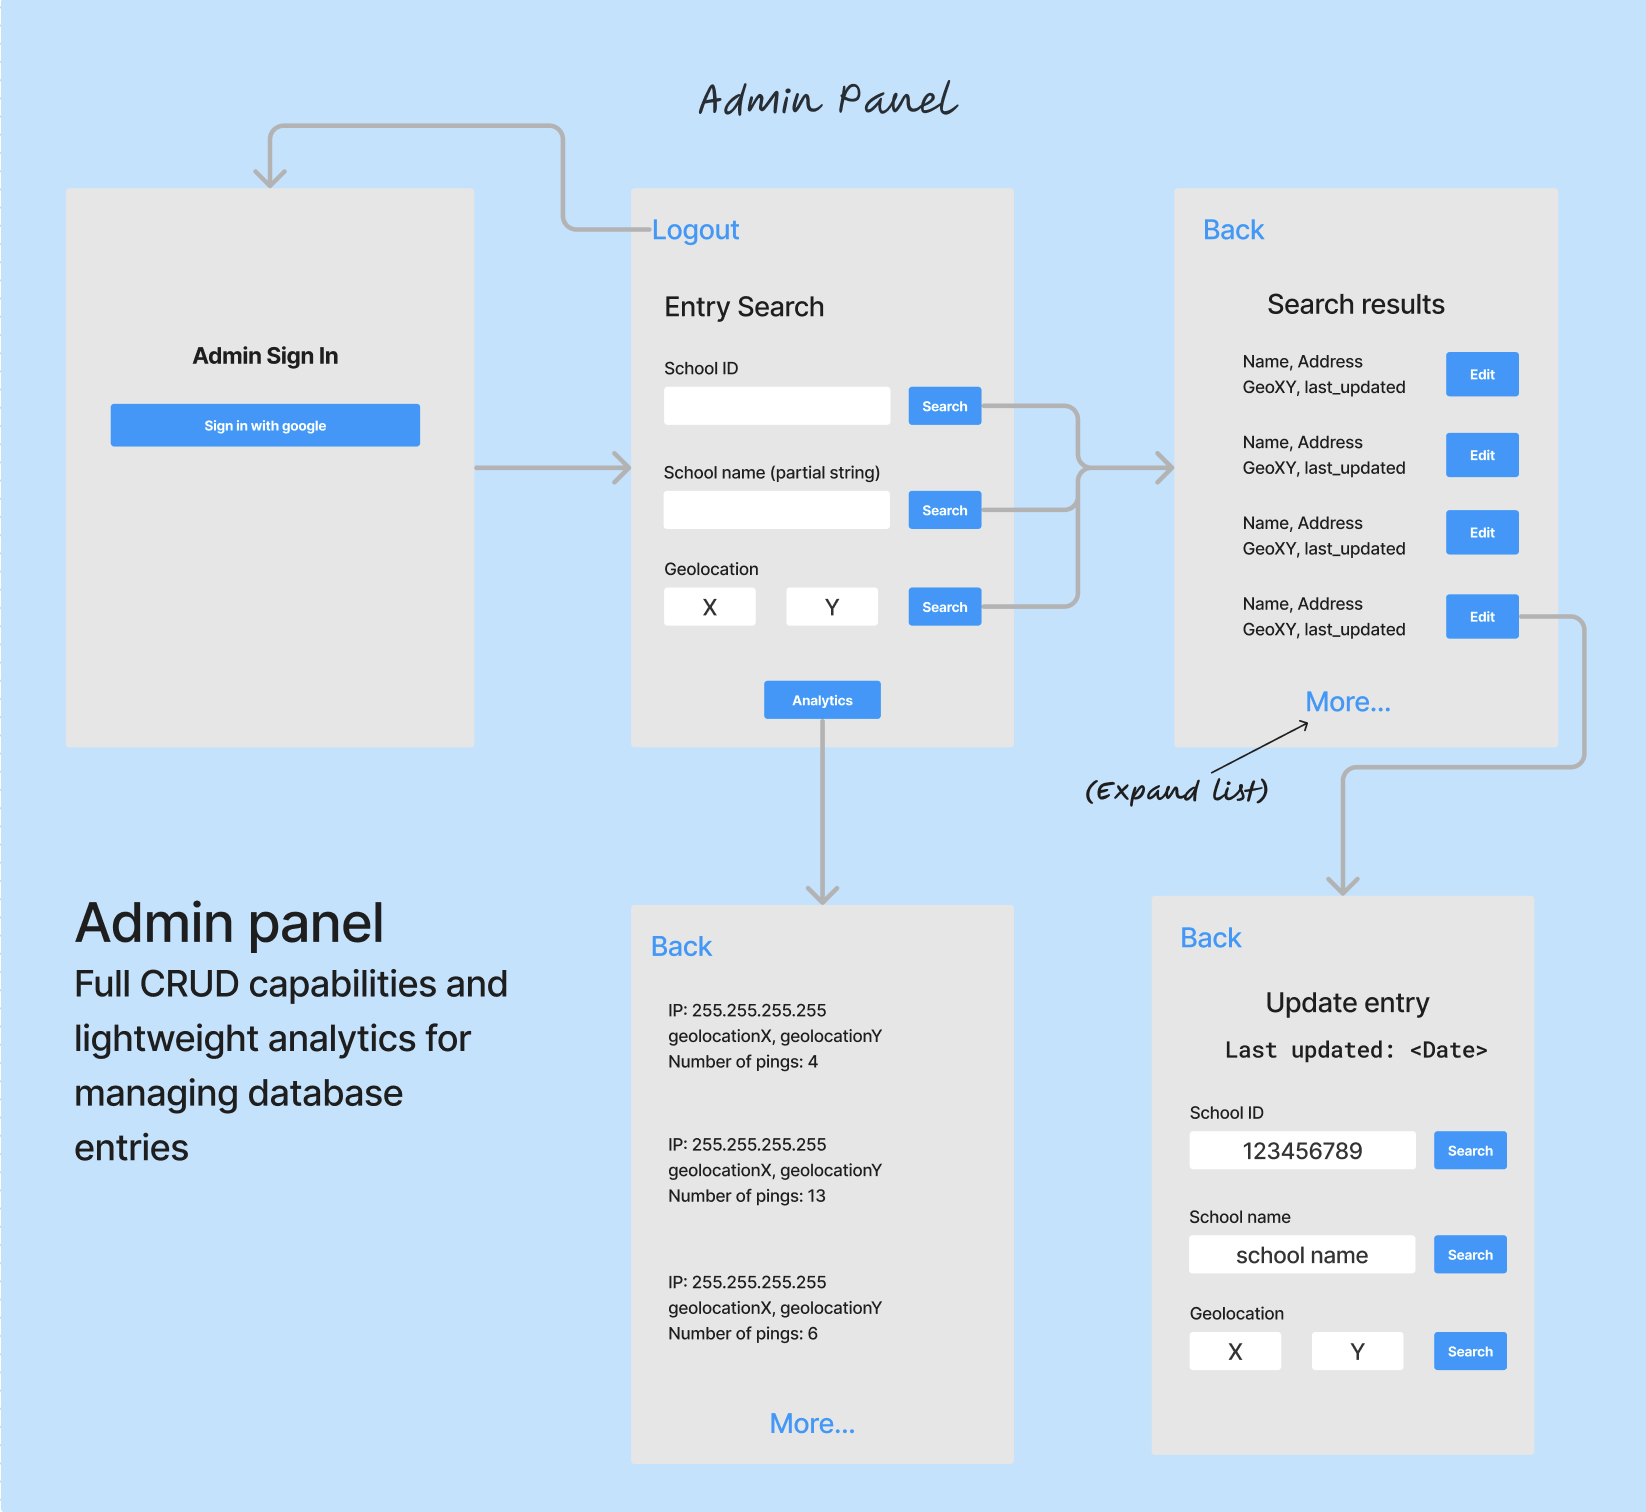 Admin Panel
Admin Sign In
Sign in with google
Logout
Entry Search
School ID
Search
School name (partial string)
Search
Geolocation
X
Y
Search
Analytics
Back
Search results
Name, Address
GeoXY, last_updated
Edit
Name, Address
GeoXY, last_updated
Edit
Name, Address
GeoXY, last_updated
Edit
Name, Address
GeoXY, last_updated
Edit
More...
(Expand list)
Admin panel
Full CRUD capabilities and
lightweight analytics for
managing database
entries
Back
IP: 255.255.255.255
geolocationX, geolocationY
Number of pings: 4
IP: 255.255.255.255
geolocationX, geolocationY
Number of pings: 13
IP: 255.255.255.255
geolocationX, geolocationY
Number of pings: 6
More...
Back
Update entry
Last updated: <Date>
School ID
123456789
Search
School name
school name
Search
Geolocation
X
Y
Search